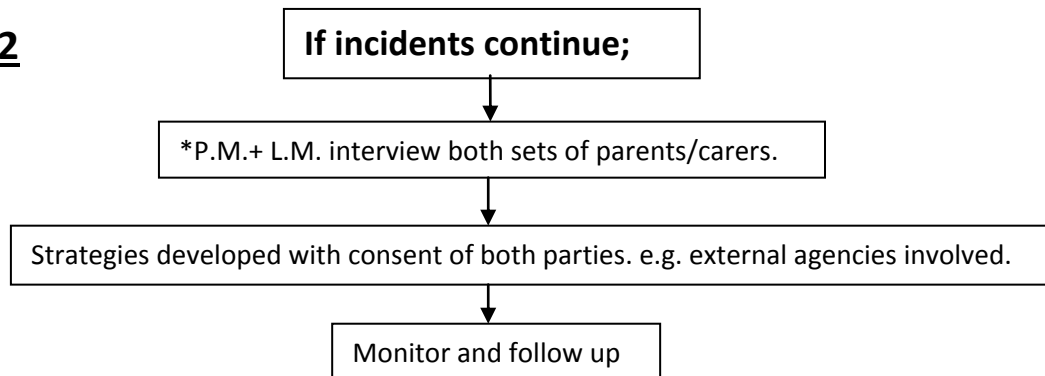 2
If incidents continue;
*P.M.+ L.M. interview both sets of parents/carers.
Strategies developed with consent of both parties. e.g. external agencies involved.
Monitor and follow up